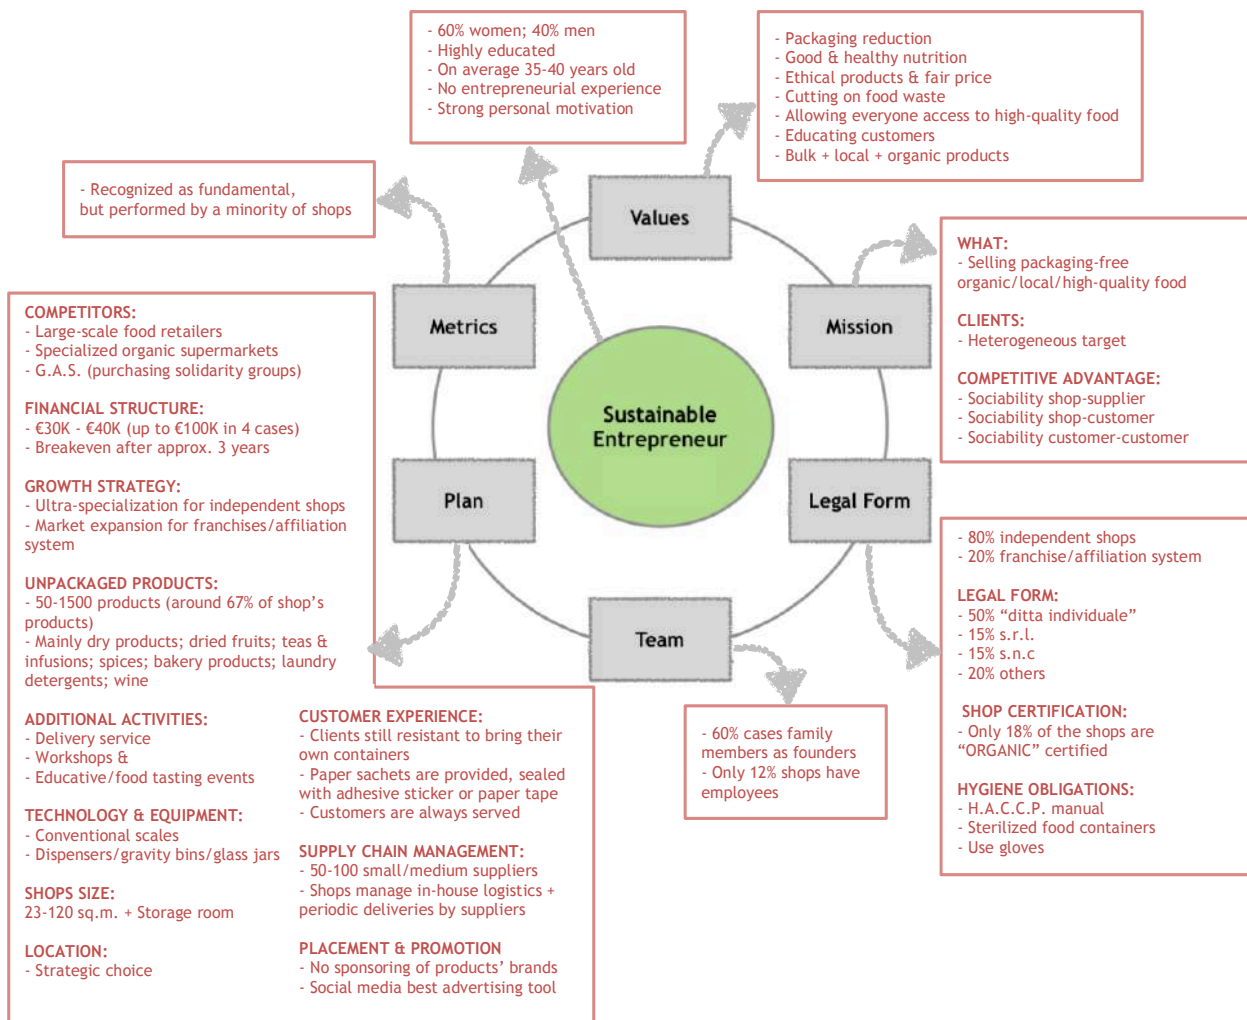 - 60% women; 40% men
- Highly educated
- On average 35-40 years old
- No entrepreneurial experience
- Strong personal motivation
- Packaging reduction
- Good & healthy nutrition
- Ethical products & fair price
- Cutting on food waste
- Allowing everyone access to high-quality food
- Educating customers
- Bulk + local + organic products
- Recognized as fundamental,
but performed by a minority of shops
Values
Metrics
Mission
Sustainable
Entrepreneur
Plan
Legal Form
Team
WHAT:
- Selling packaging-free
organic/local/high-quality food
CLIENTS:
- Heterogeneous target
COMPETITIVE ADVANTAGE:
- Sociability shop-supplier
- Sociability shop-customer
- Sociability customer-customer
COMPETITORS:
- Large-scale food retailers
- Specialized organic supermarkets
- G.A.S. (purchasing solidarity groups)
FINANCIAL STRUCTURE:
- €30K - €40K (up to €100K in 4 cases)
- Breakeven after approx. 3 years
GROWTH STRATEGY:
- Ultra-specialization for independent shops
- Market expansion for franchises/affiliation
system
UNPACKAGED PRODUCTS:
- 50-1500 products (around 67% of shop's
products)
- Mainly dry products; dried fruits; teas &
infusions; spices; bakery products; laundry
detergents; wine
ADDITIONAL ACTIVITIES:
- Delivery service
- Workshops &
- Educative/food tasting events
TECHNOLOGY & EQUIPMENT:
- Conventional scales
- Dispensers/gravity bins/glass jars
SHOPS SIZE:
23-120 sq.m. + Storage room
LOCATION:
- Strategic choice
CUSTOMER EXPERIENCE:
- Clients still resistant to bring their
own containers
- Paper sachets are provided, sealed
with adhesive sticker or paper tape
- Customers are always served
SUPPLY CHAIN MANAGEMENT:
- 50-100 small/medium suppliers
- Shops manage in-house logistics +
periodic deliveries by suppliers
PLACEMENT & PROMOTION
- No sponsoring of products' brands
- Social media best advertising tool
- 60% cases family
members as founders
- Only 12% shops have
employees
- 80% independent shops
- 20% franchise/affiliation system
LEGAL FORM:
- 50% "ditta individuale"
- 15% s.r.l.
- 15% s.n.c
- 20% others
SHOP CERTIFICATION:
- Only 18% of the shops are
"ORGANIC" certified
HYGIENE OBLIGATIONS:
- H.A.C.C.P. manual
- Sterilized food containers
- Use gloves